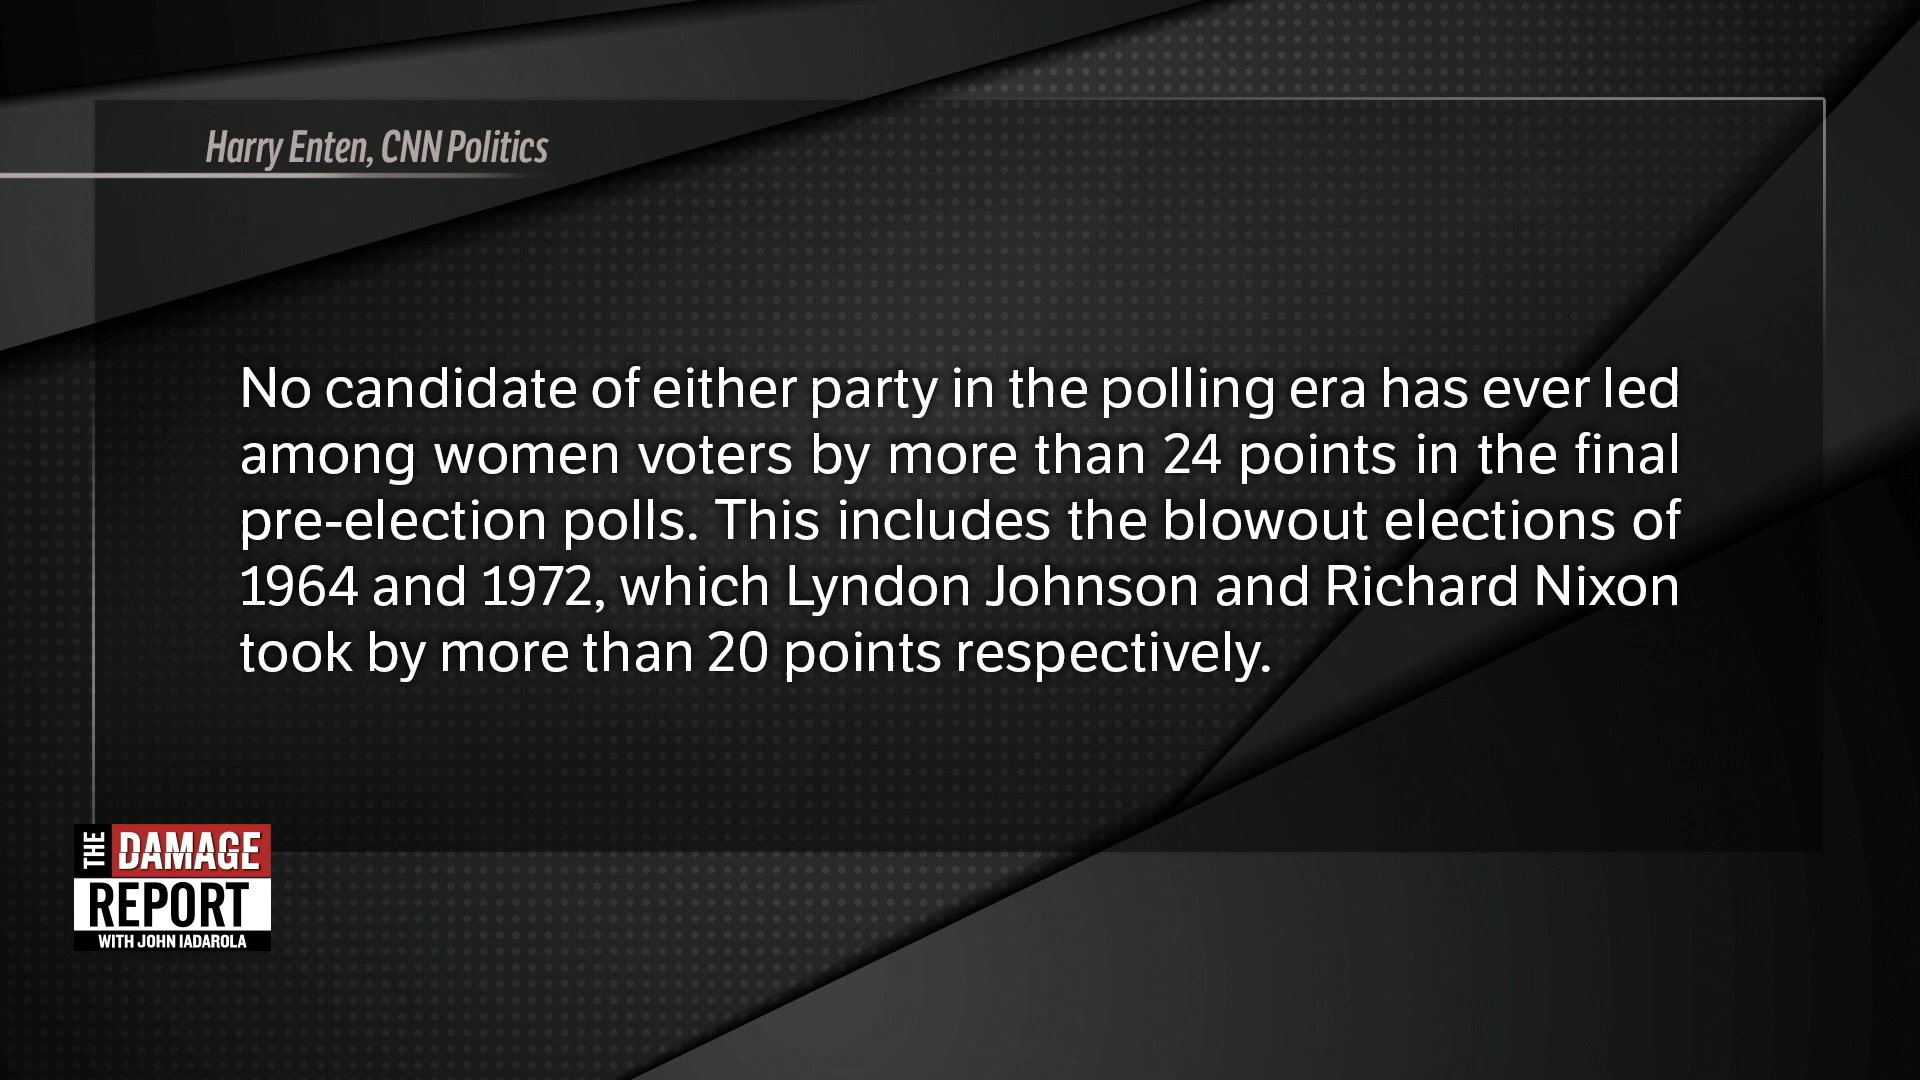 Harry Enten, CNN Politics
No candidate of either party in the polling era has ever led
among women voters by more than 24 points in the final
pre-election polls. This includes the blowout elections of
1964 and 1972, which Lyndon Johnson and Richard Nixon
took by more than 20 points respectively.
THE DAMAGE
REPORT
WITH JOHN IADAROLA